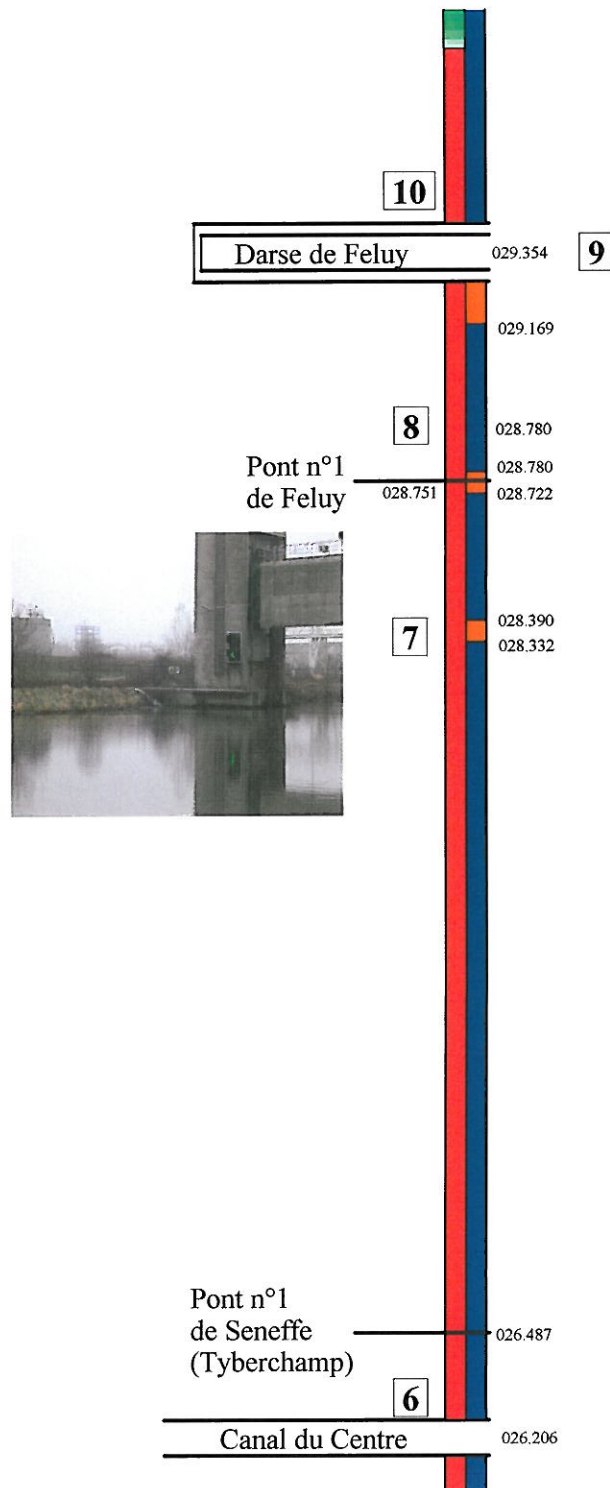 10
Darse de Feluy 029.354 9
029.169
8 028.780
Pont n°1 028.780
de Feluy 028.751 028.722
028.390
7 028.332
Pont n°1
de Seneffe 026.487
(Tyberchamp)
6
Canal du Centre 026.206